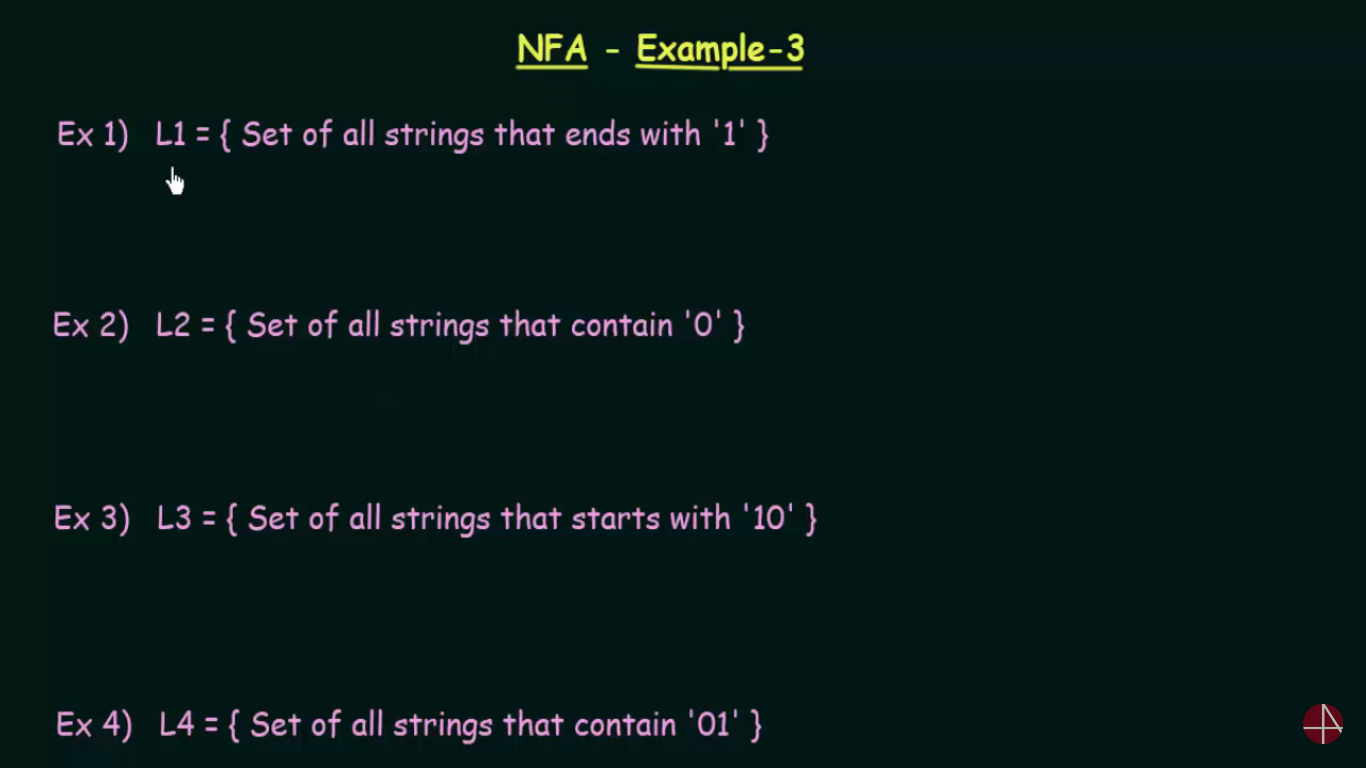 NFA - Example-3
Ex 1) L1 = { Set of all strings that ends with '1' }
Ex 2) L2 = { Set of all strings that contain '0' }
Ex 3) L3 = { Set of all strings that starts with '10' }
Ex 4) L4 = { Set of all strings that contain '01' }